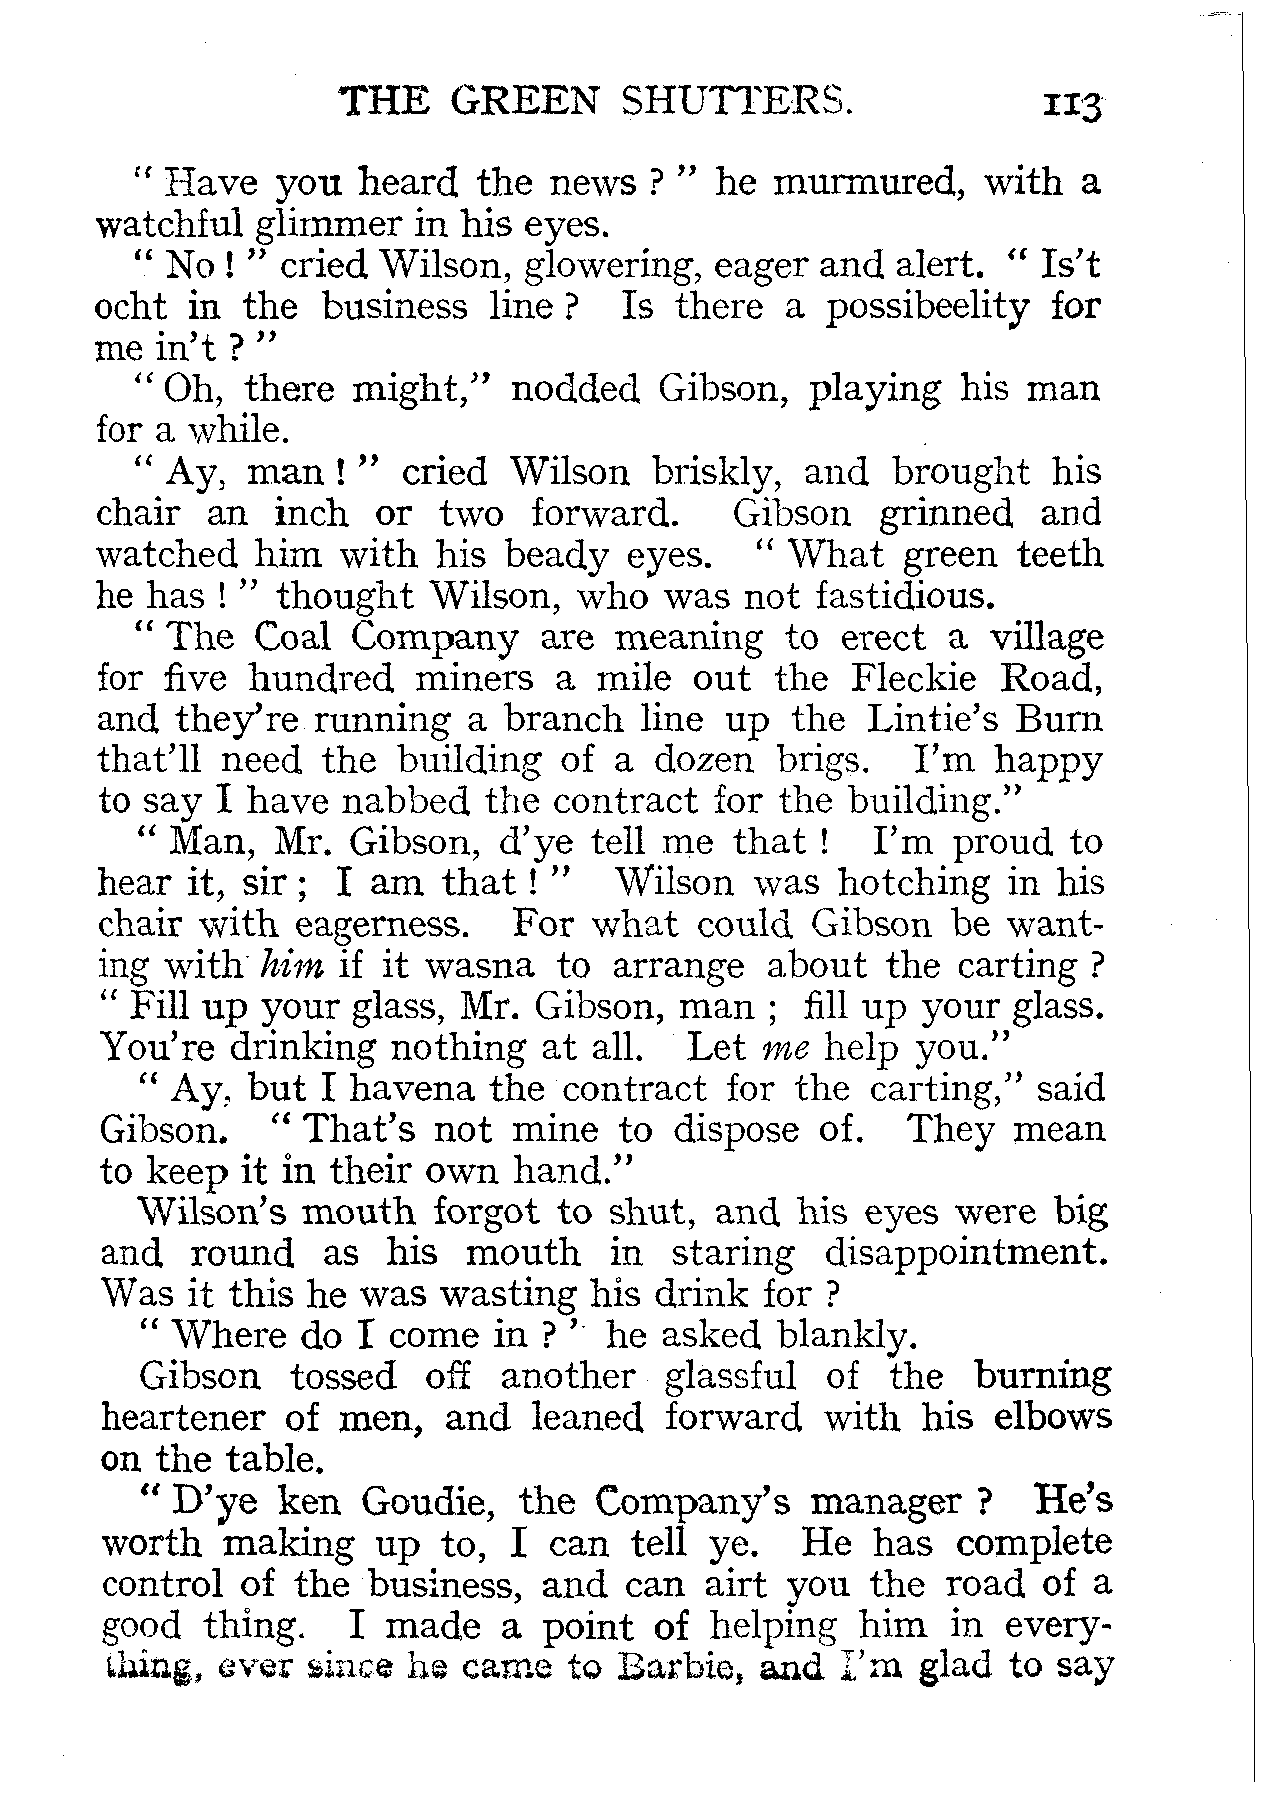 THE GREEN SHUTTERS. 113
“ Have you heard the news ? ” he murmured, with a
watchful glimmer in his eyes.
“ No ! ” cried Wilson, glowering, eager and alert. “ Is’t
ocht in the business line ? Is there a possibeelity for
me in’t ? ”
“ Oh, there might,” nodded Gibson, playing his man
for a while.
“ Ay, man ! ” cried Wilson briskly, and brought his
chair an inch or two forward. Gibson grinned and
watched him with his beady eyes. “ What green teeth
he has ! ” thought Wilson, who was not fastidious.
“ The Coal Company are meaning to erect a village
for five hundred miners a mile out the Fleckie Road,
and they’re running a branch line up the Lintie’s Burn
that’ll need the building of a dozen brigs. I’m happy
to say I have nabbed the contract for the building.”
“ Man, Mr. Gibson, d’ye tell me that ! I’m proud to
hear it, sir ; I am that ! ” Wilson was hotching in his
chair with eagerness. For what could Gibson be want-
ing with him if it wasna to arrange about the carting ?
“ Fill up your glass, Mr. Gibson, man ; fill up your glass.
You’re drinking nothing at all. Let me help you.”
“ Ay, but I havena the contract for the carting,” said
Gibson. “ That’s not mine to dispose of. They mean
to keep it in their own hand.”
Wilson’s mouth forgot to shut, and his eyes were big
and round as his mouth in staring disappointment.
Was it this he was wasting his drink for ?
“ Where do I come in ? ’ he asked blankly.
Gibson tossed off another glassful of the burning
heartener of men, and leaned forward with his elbows
on the table.
“ D’ye ken Goudie, the Company’s manager ? He’s
worth making up to, I can tell ye. He has complete
control of the business, and can airt you the road of a
good thing. I made a point of helping him in every-
thing, ever since he came to Barbie, and I’m glad to say